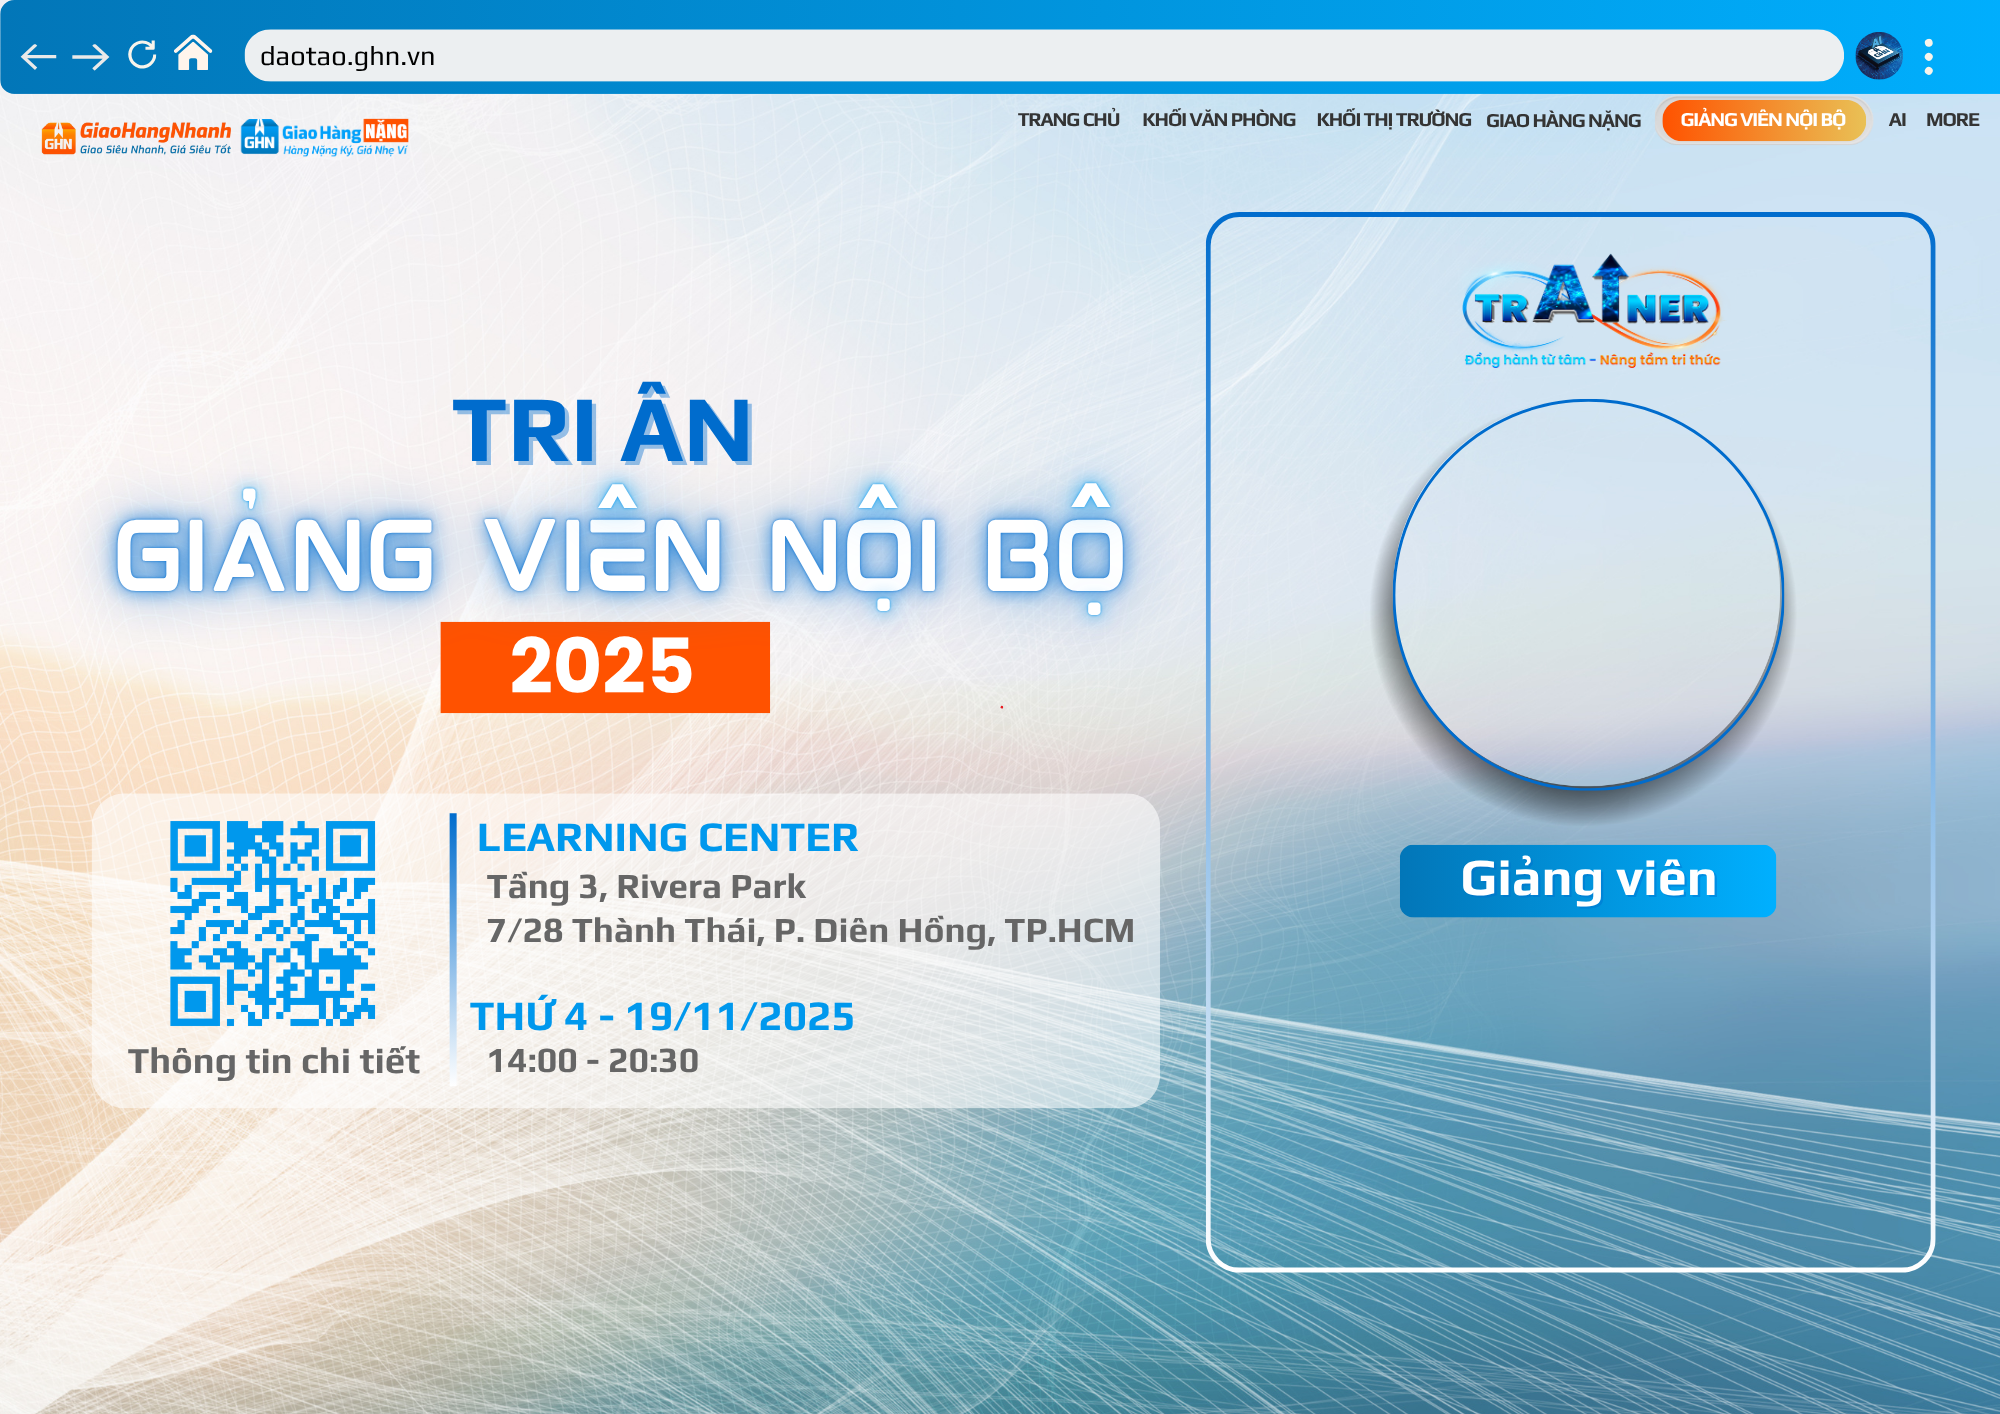 daotao.ghn.vn
GHN
GiaoHangNhanh
Giao Siêu Nhanh, Giá Siêu Tốt
GHN
Giao Hàng NẶNG
Hàng Nặng Ký, Giá Nhẹ Ví
TRANG CHỦ KHỐI VĂN PHÒNG KHỐI THỊ TRƯỜNG GIAO HÀNG NẶNG GIẢNG VIÊN NỘI BỘ AI MORE
TRI ÂN
GIẢNG VIÊN NỘI BỘ
2025
LEARNING CENTER
Tầng 3, Rivera Park
7/28 Thành Thái, P. Diên Hồng, TP.HCM
THỨ 4 - 19/11/2025
14:00 - 20:30
Thông tin chi tiết
TRAINER
Đồng hành từ tâm - Nâng tầm tri thức
Giảng viên